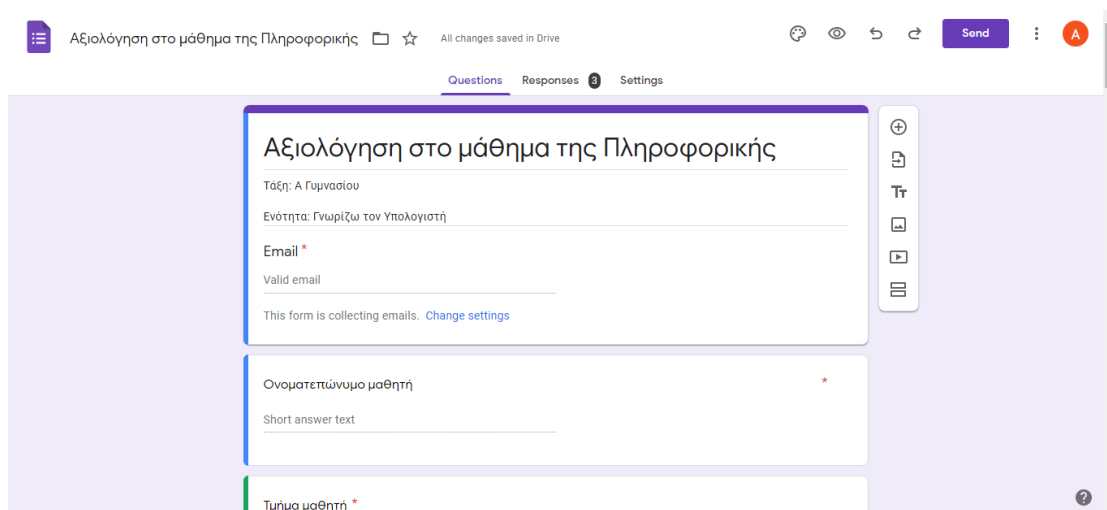 Αξιολόγηση στο μάθημα της Πληροφορικής
All changes saved in Drive
Send
A
Questions Responses 3 Settings
Αξιολόγηση στο μάθημα της Πληροφορικής
Τάξη: Α Γυμνασίου
Ενότητα: Γνωρίζω τον Υπολογιστή
Email *
Valid email
This form is collecting emails. Change settings
Ονοματεπώνυμο μαθητή *
Short answer text
Τμήμα μαθητή *